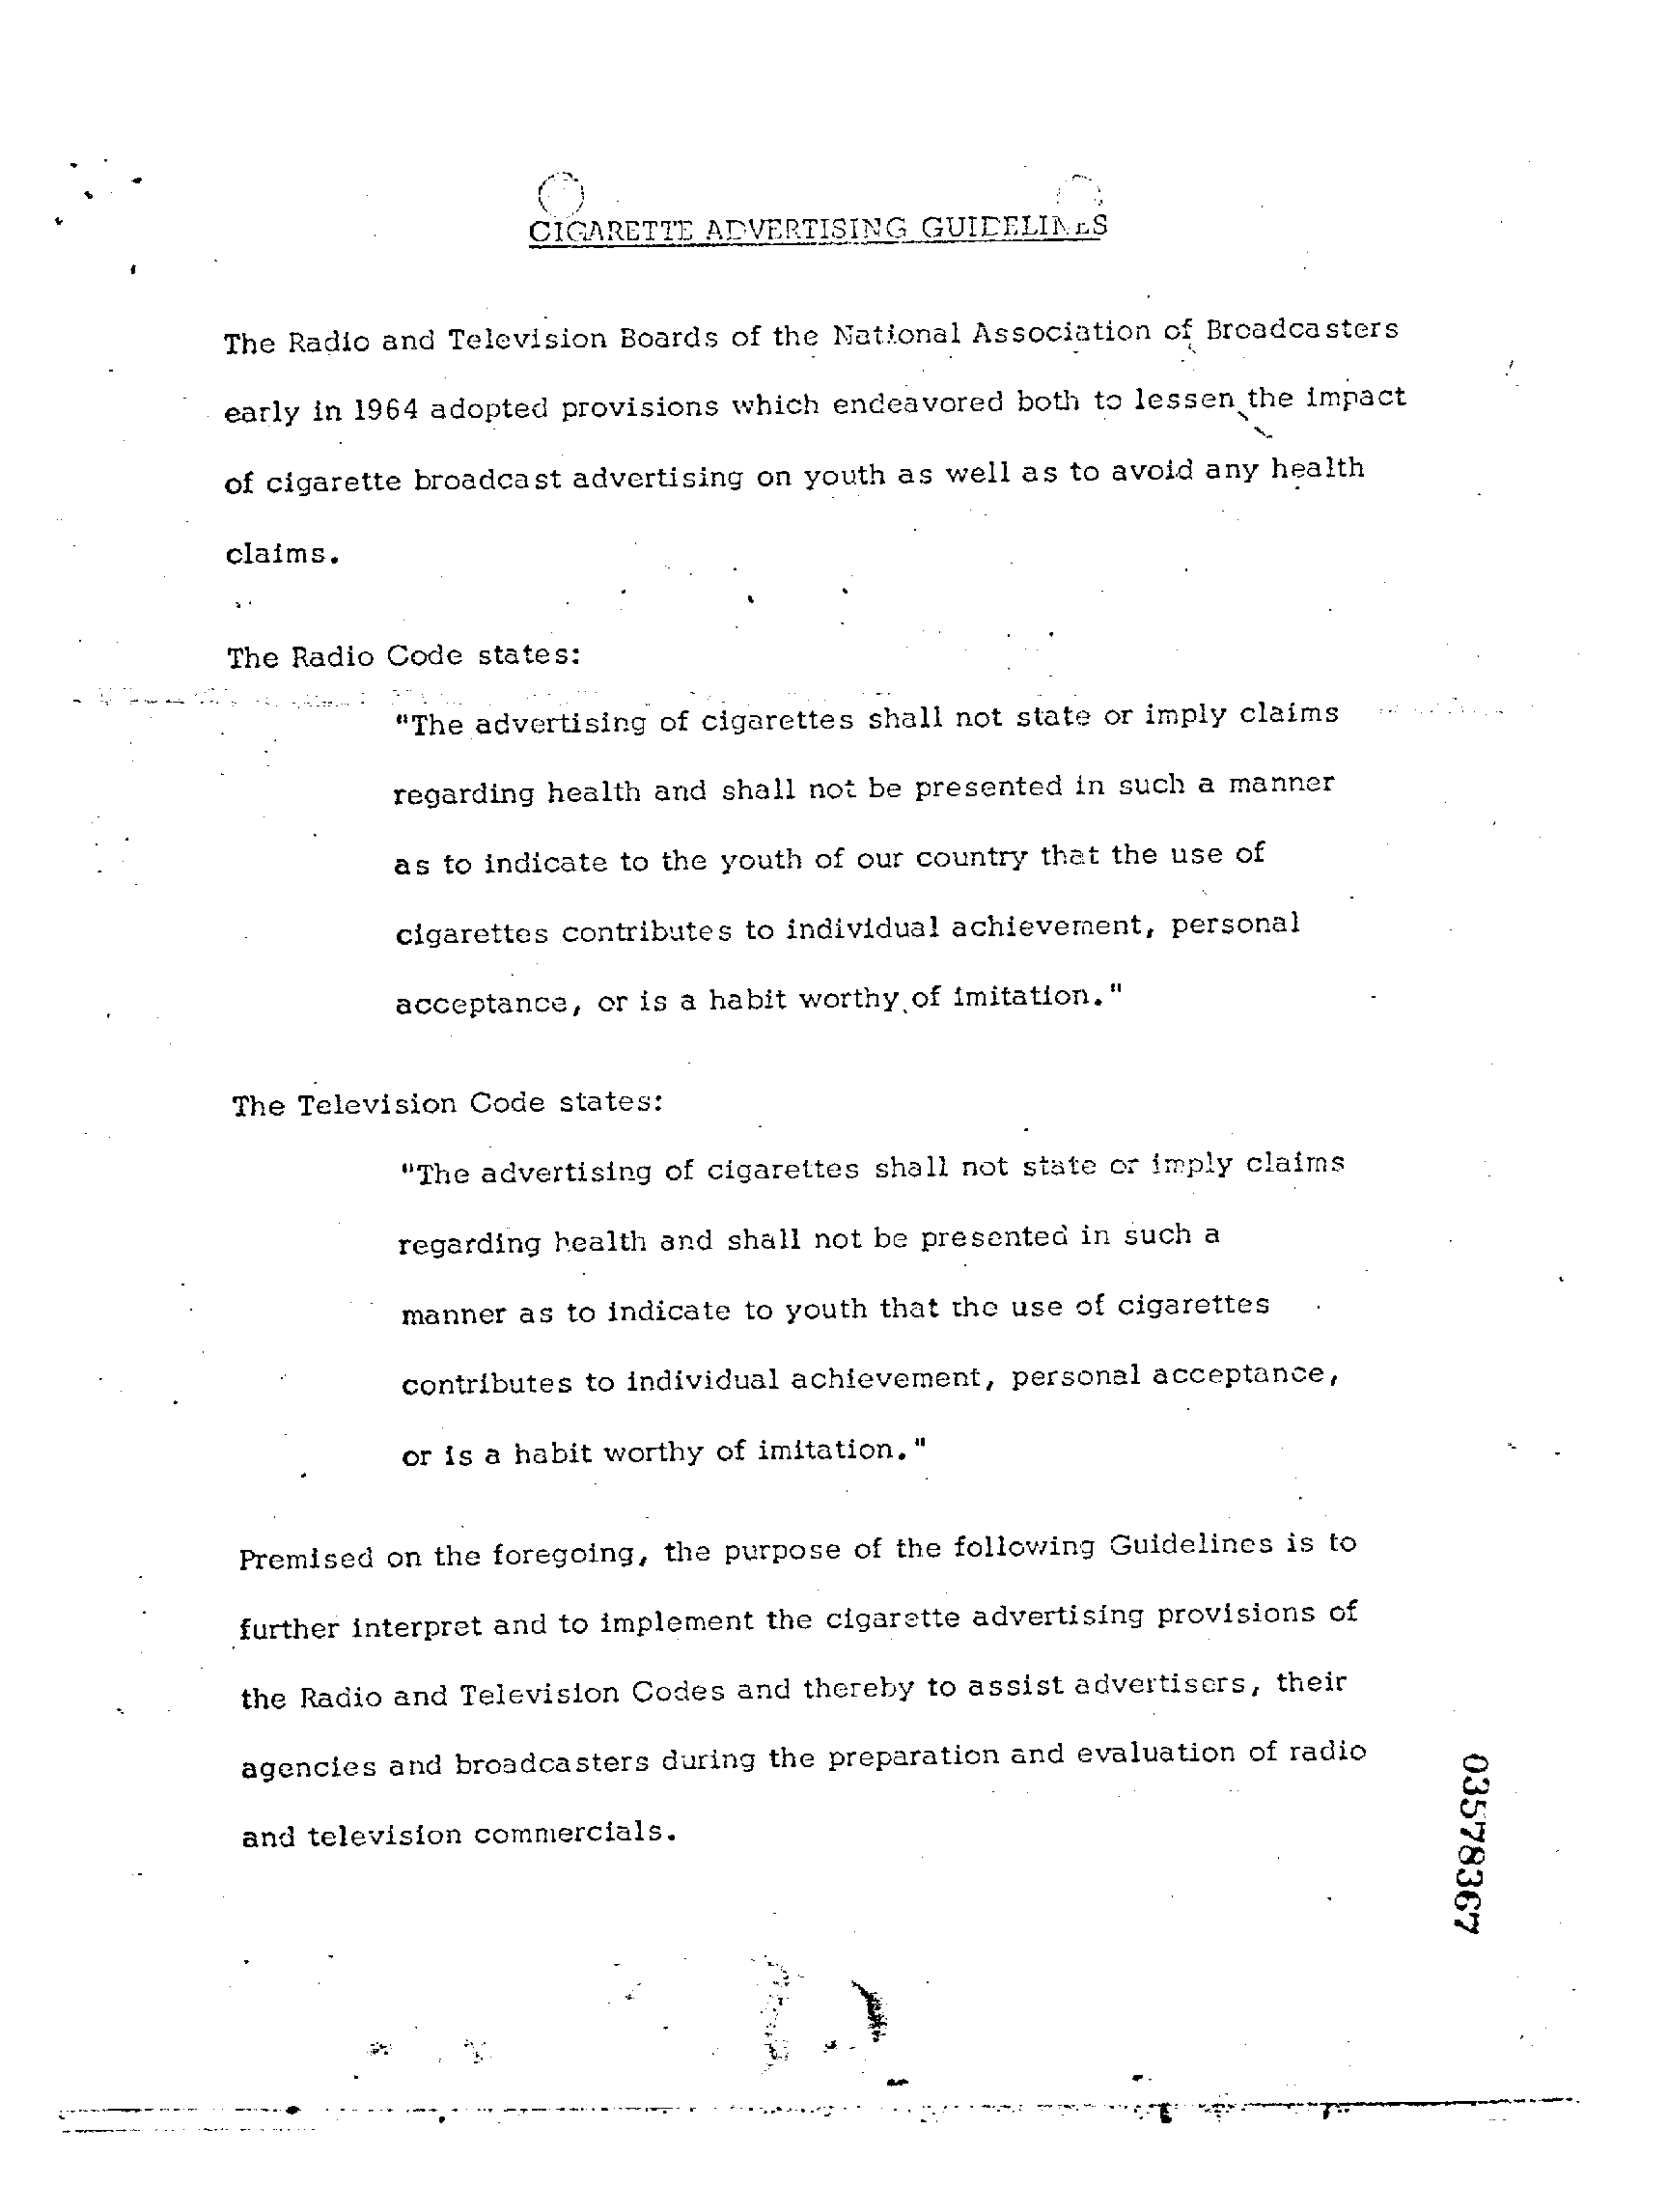 CIGARETTE ADVERTISING GUIDELINES
The Radio and Television Boards of the National Association of Broadcasters
early in 1964 adopted provisions which endeavored both to lessen the impact
of cigarette broadcast advertising on youth as well as to avoid any health
claims.
The Radio Code states:
"The advertising of cigarettes shall not state or imply claims
regarding health and shall not be presented in such a manner
as to indicate to the youth of our country that the use of
cigarettes contributes to individual achievement, personal
acceptance, or is a habit worthy of imitation."
The Television Code states:
"The advertising of cigarettes shall not state or imply claims
regarding health and shall not be presented in such a
manner as to indicate to youth that the use of cigarettes
contributes to individual achievement, personal acceptance,
or is a habit worthy of imitation."
Premised on the foregoing, the purpose of the following Guidelines is to
further interpret and to implement the cigarette advertising provisions of
the Radio and Television Codes and thereby to assist advertisers, their
agencies and broadcasters during the preparation and evaluation of radio
and television commercials.
03578367